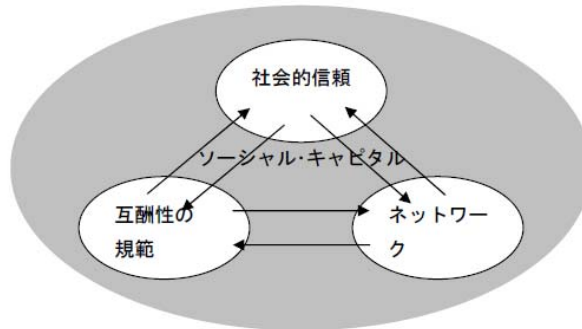 社会的信頼
ソーシャル・キャピタル
互酬性の
規範
ネットワー
ク